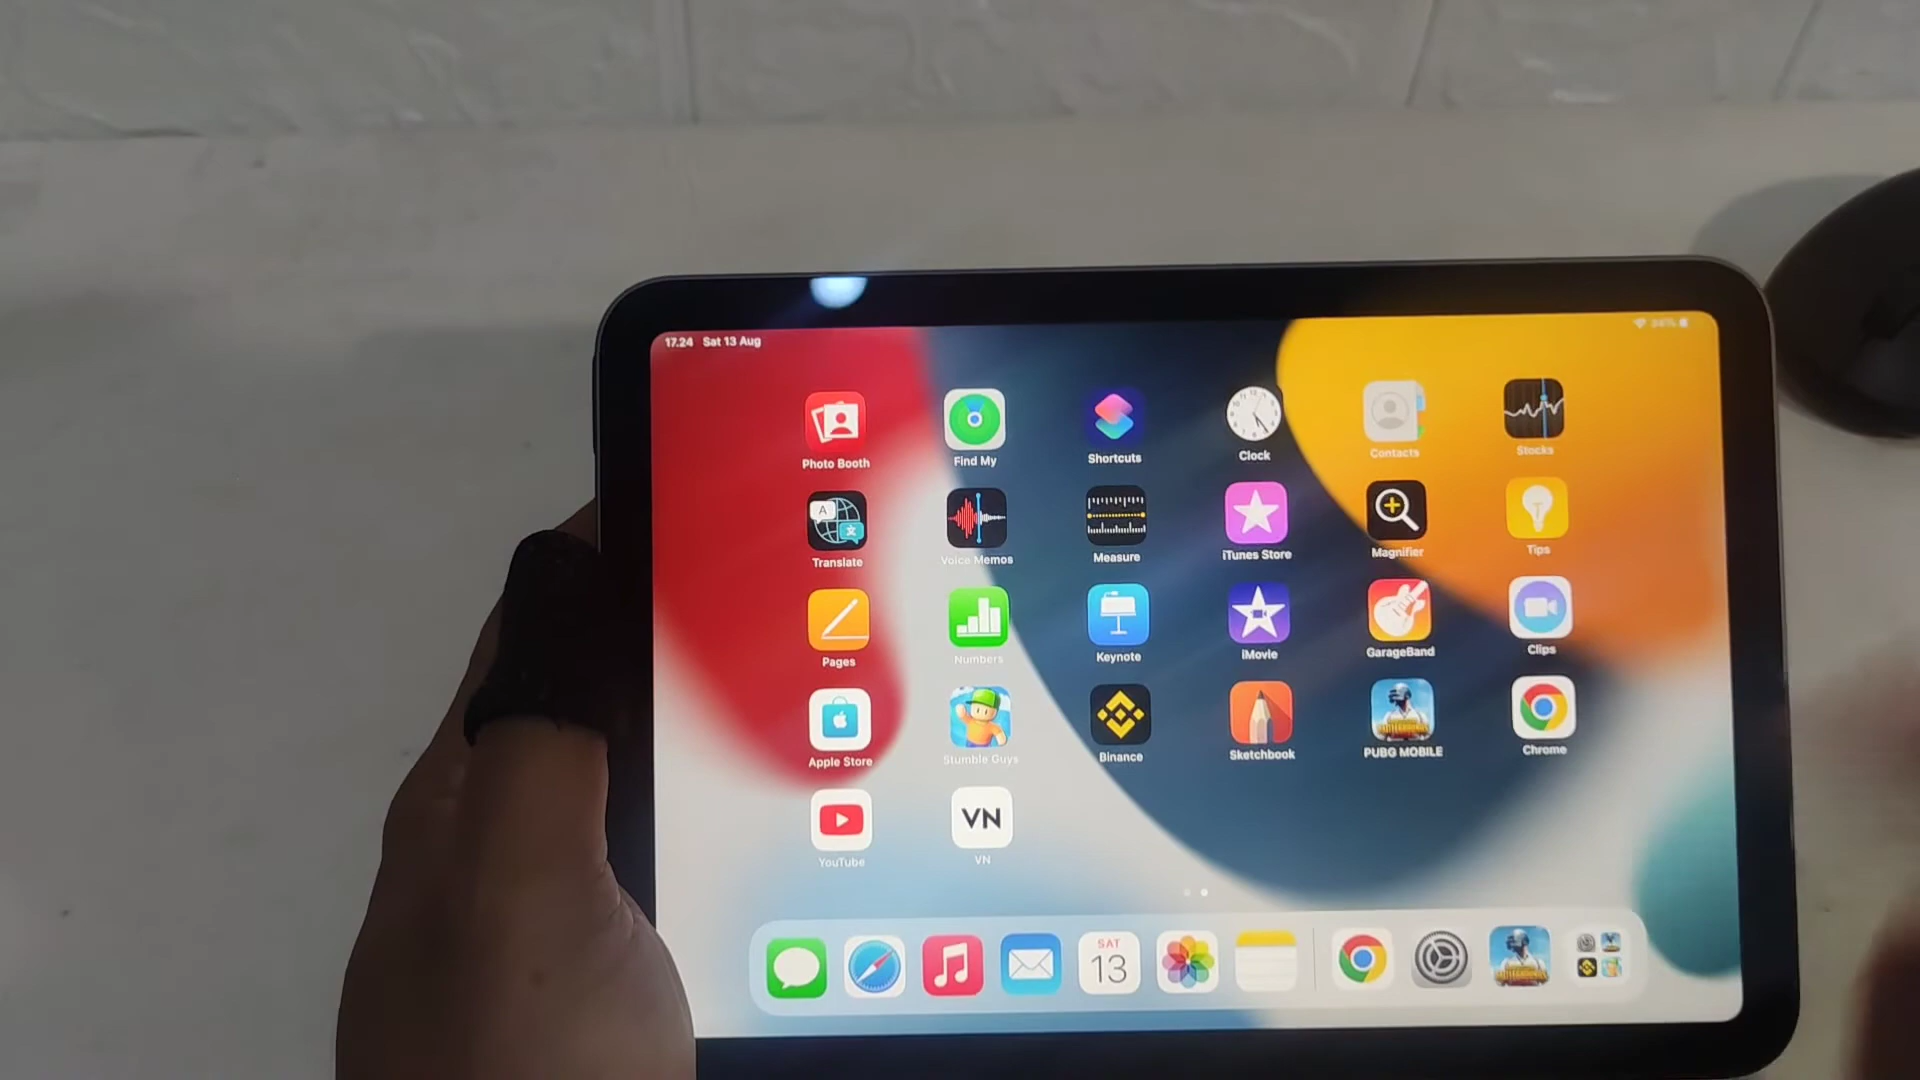 17.24 Sat 13 Aug 24%
Photo Booth Find My Shortcuts Clock Contacts Stocks
A 文
Translate Voice Memos Measure iTunes Store Magnifier Tips
Pages Numbers Keynote iMovie GarageBand Clips
Apple Store Stumble Guys Binance Sketchbook PUBG MOBILE Chrome
VN
YouTube VN
SAT
13